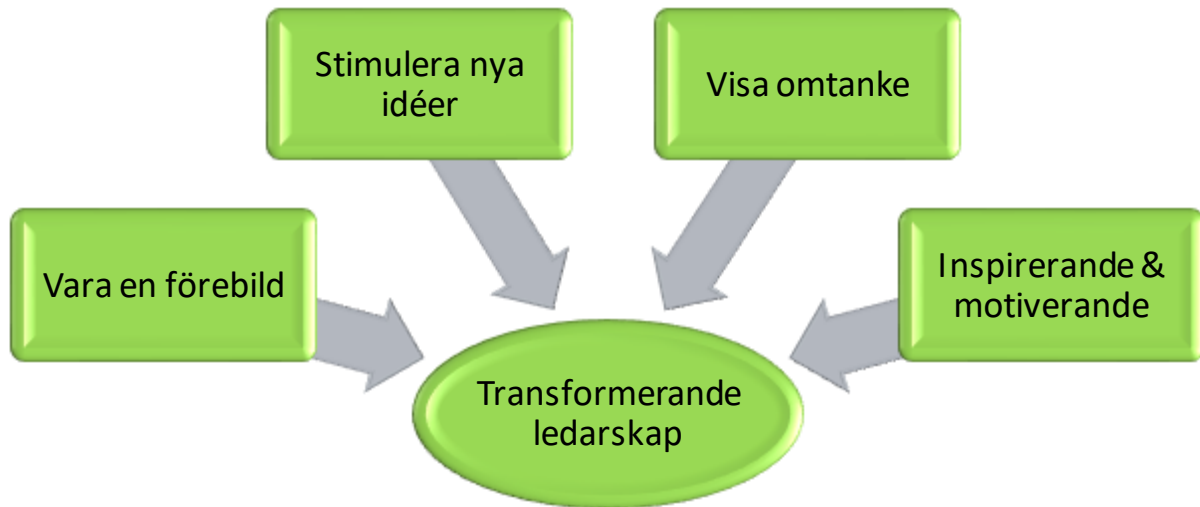 Stimulera nya
idéer
Visa omtanke
Vara en förebild
Inspirerande &
motiverande
Transformerande
ledarskap